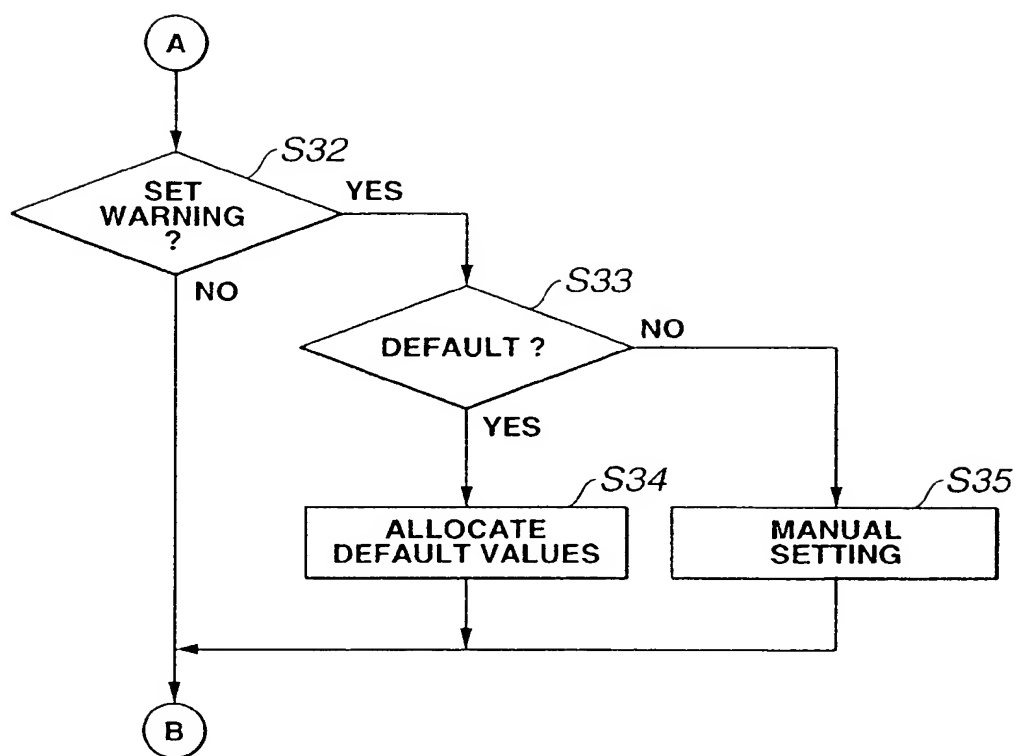 A
S32
SET
WARNING
?
YES
NO
S33
DEFAULT ?
NO
YES
S34
ALLOCATE
DEFAULT VALUES
S35
MANUAL
SETTING
B